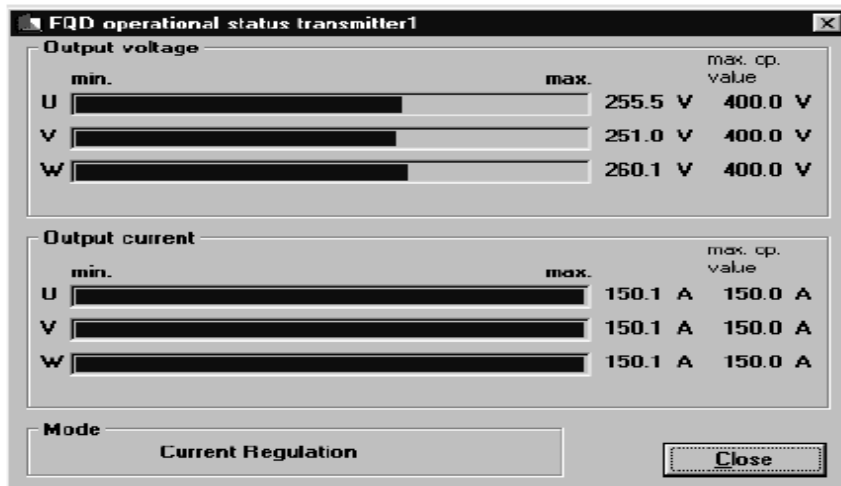 FQD operational status transmitter1
Output voltage
min. max. max. op. value
U 255.5 V 400.0 V
V 251.0 V 400.0 V
W 260.1 V 400.0 V
Output current
min. max. max. op. value
U 150.1 A 150.0 A
V 150.1 A 150.0 A
W 150.1 A 150.0 A
Mode
Current Regulation
Close